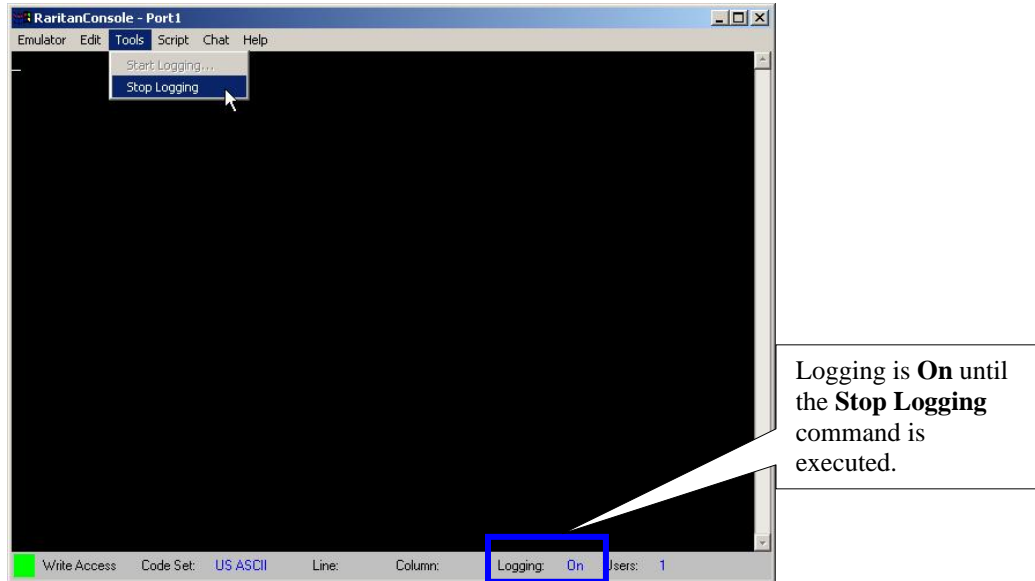 RaritanConsole - Port1
Emulator Edit Tools Script Chat Help
Start Logging...
Stop Logging
Logging is On until
the Stop Logging
command is
executed.
Write Access Code Set: US ASCII Line: Column: Logging: On Users: 1